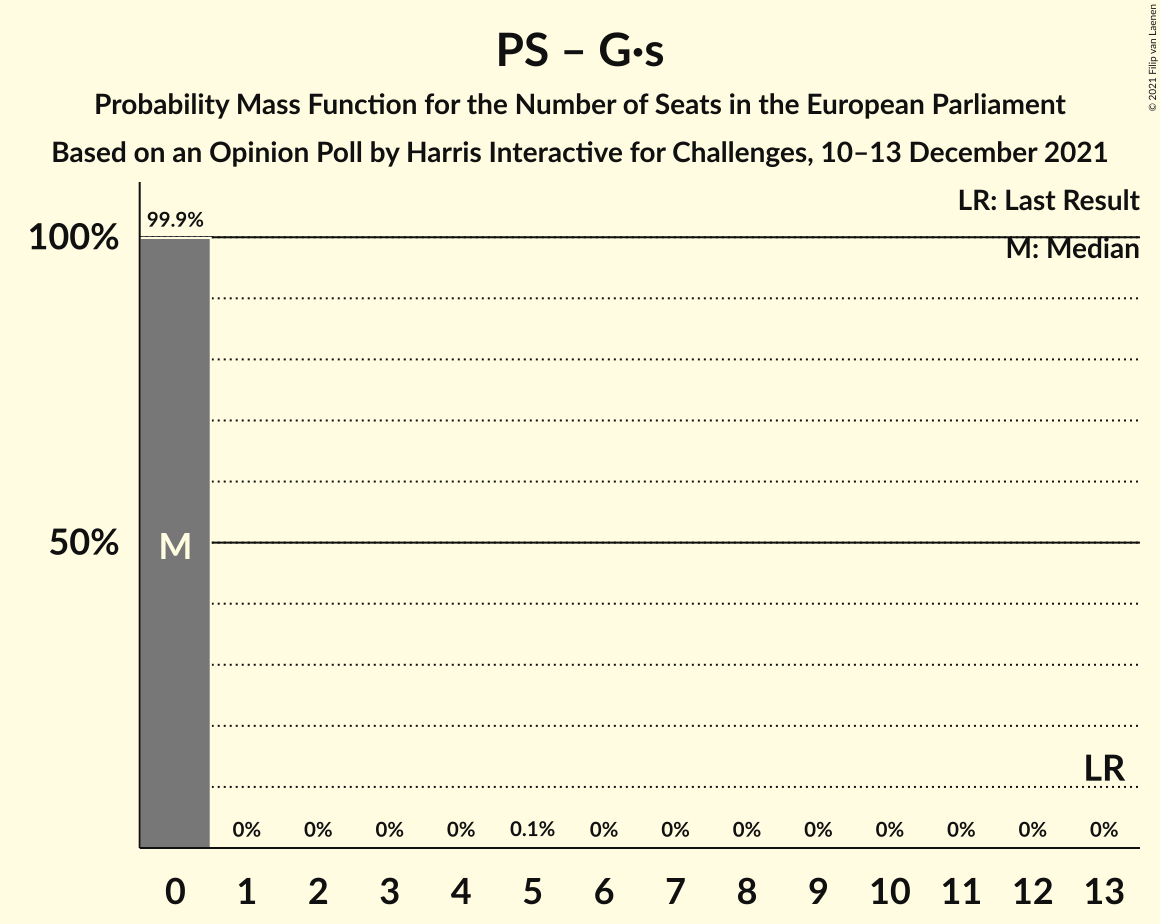 PS – G·s
Probability Mass Function for the Number of Seats in the European Parliament
Based on an Opinion Poll by Harris Interactive for Challenges, 10–13 December 2021
© 2021 Filip van Laenen
LR: Last Result
M: Median
99.9%
100%
50%
M
LR
0% 0% 0% 0% 0.1% 0% 0% 0% 0% 0% 0% 0% 0%
0 1 2 3 4 5 6 7 8 9 10 11 12 13